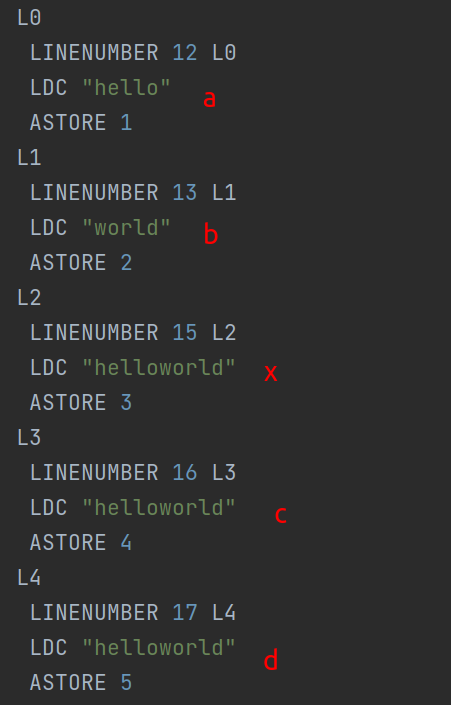 L0
LINENUMBER 12 L0
LDC "hello" a
ASTORE 1
L1
LINENUMBER 13 L1
LDC "world" b
ASTORE 2
L2
LINENUMBER 15 L2
LDC "helloworld" x
ASTORE 3
L3
LINENUMBER 16 L3
LDC "helloworld" c
ASTORE 4
L4
LINENUMBER 17 L4
LDC "helloworld" d
ASTORE 5